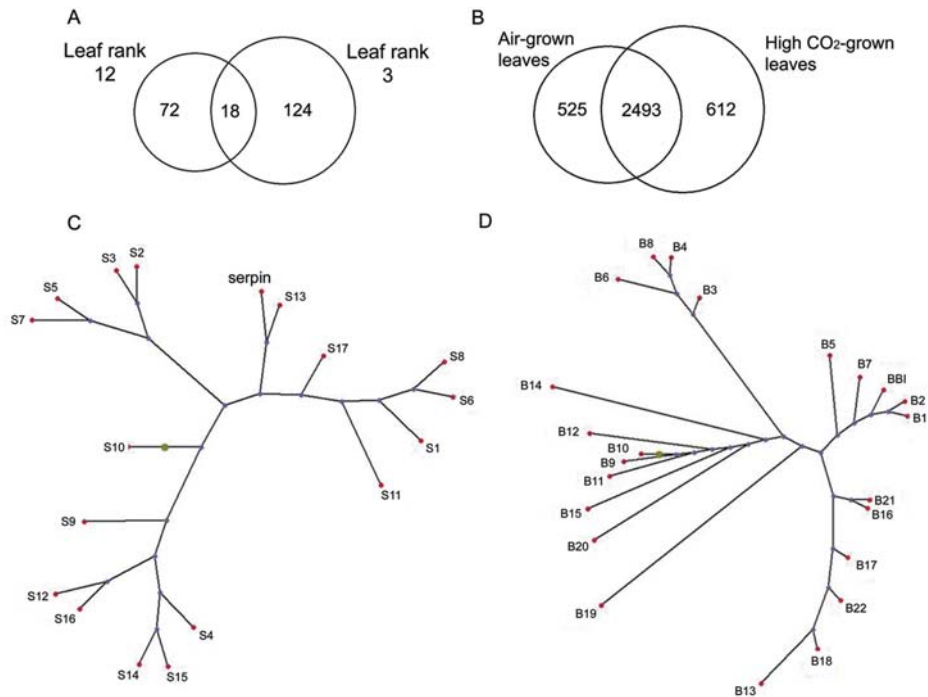 A
Leaf rank
12
72
18
124
Leaf rank
3
B
Air-grown
leaves
525
2493
612
High CO₂-grown
leaves
C
S2
S3
S5
S7
serpin
S13
S17
S8
S6
S1
S11
S10
S9
S12
S16
S4
S14
S15
D
B8
B4
B6
B3
B5
B7
BBI
B2
B1
B14
B12
B10
B9
B11
B15
B20
B19
B21
B16
B17
B22
B18
B13